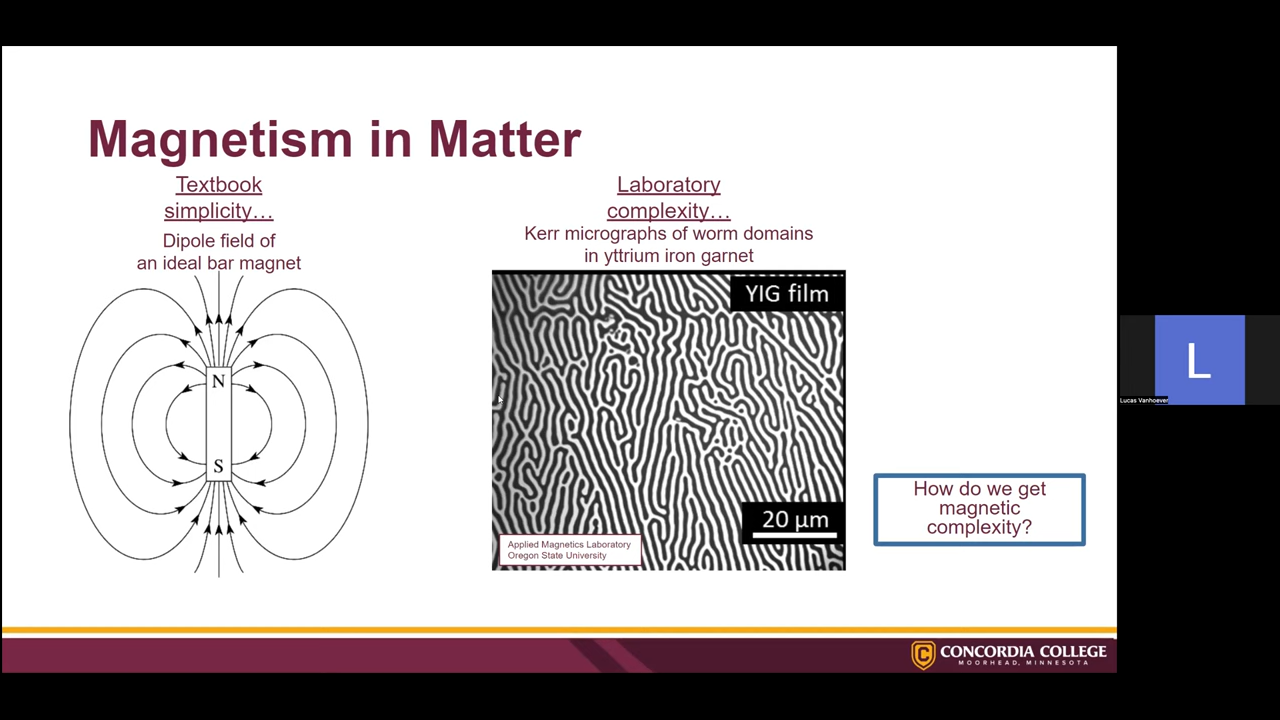 Magnetism in Matter
Textbook
simplicity…
Dipole field of
an ideal bar magnet
N
S
Laboratory
complexity…
Kerr micrographs of worm domains
in yttrium iron garnet
YIG film
20 µm
Applied Magnetics Laboratory
Oregon State University
How do we get
magnetic
complexity?
C
CONCORDIA COLLEGE
MOORHEAD, MINNESOTA
L
Lucas Vanhoever